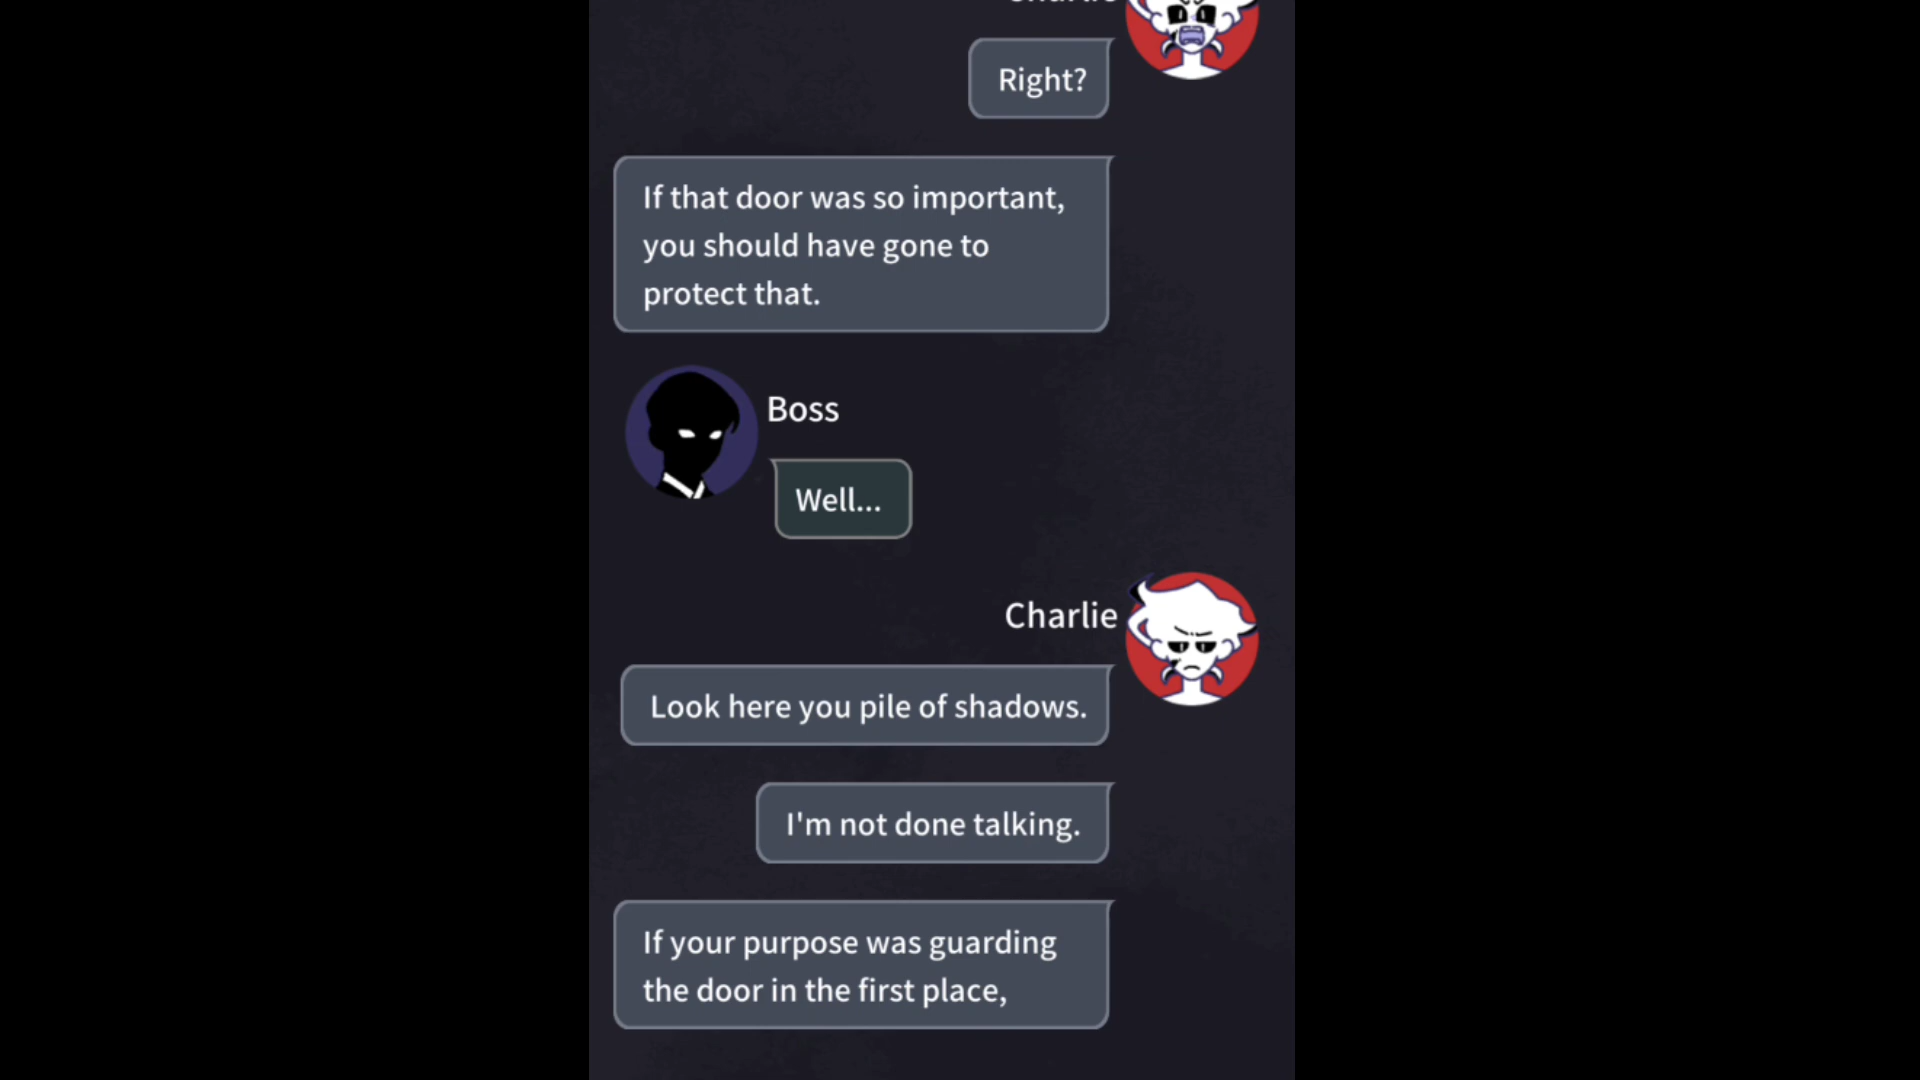 Charlie
Right?
If that door was so important,
you should have gone to
protect that.
Boss
Well...
Charlie
Look here you pile of shadows.
I'm not done talking.
If your purpose was guarding
the door in the first place,